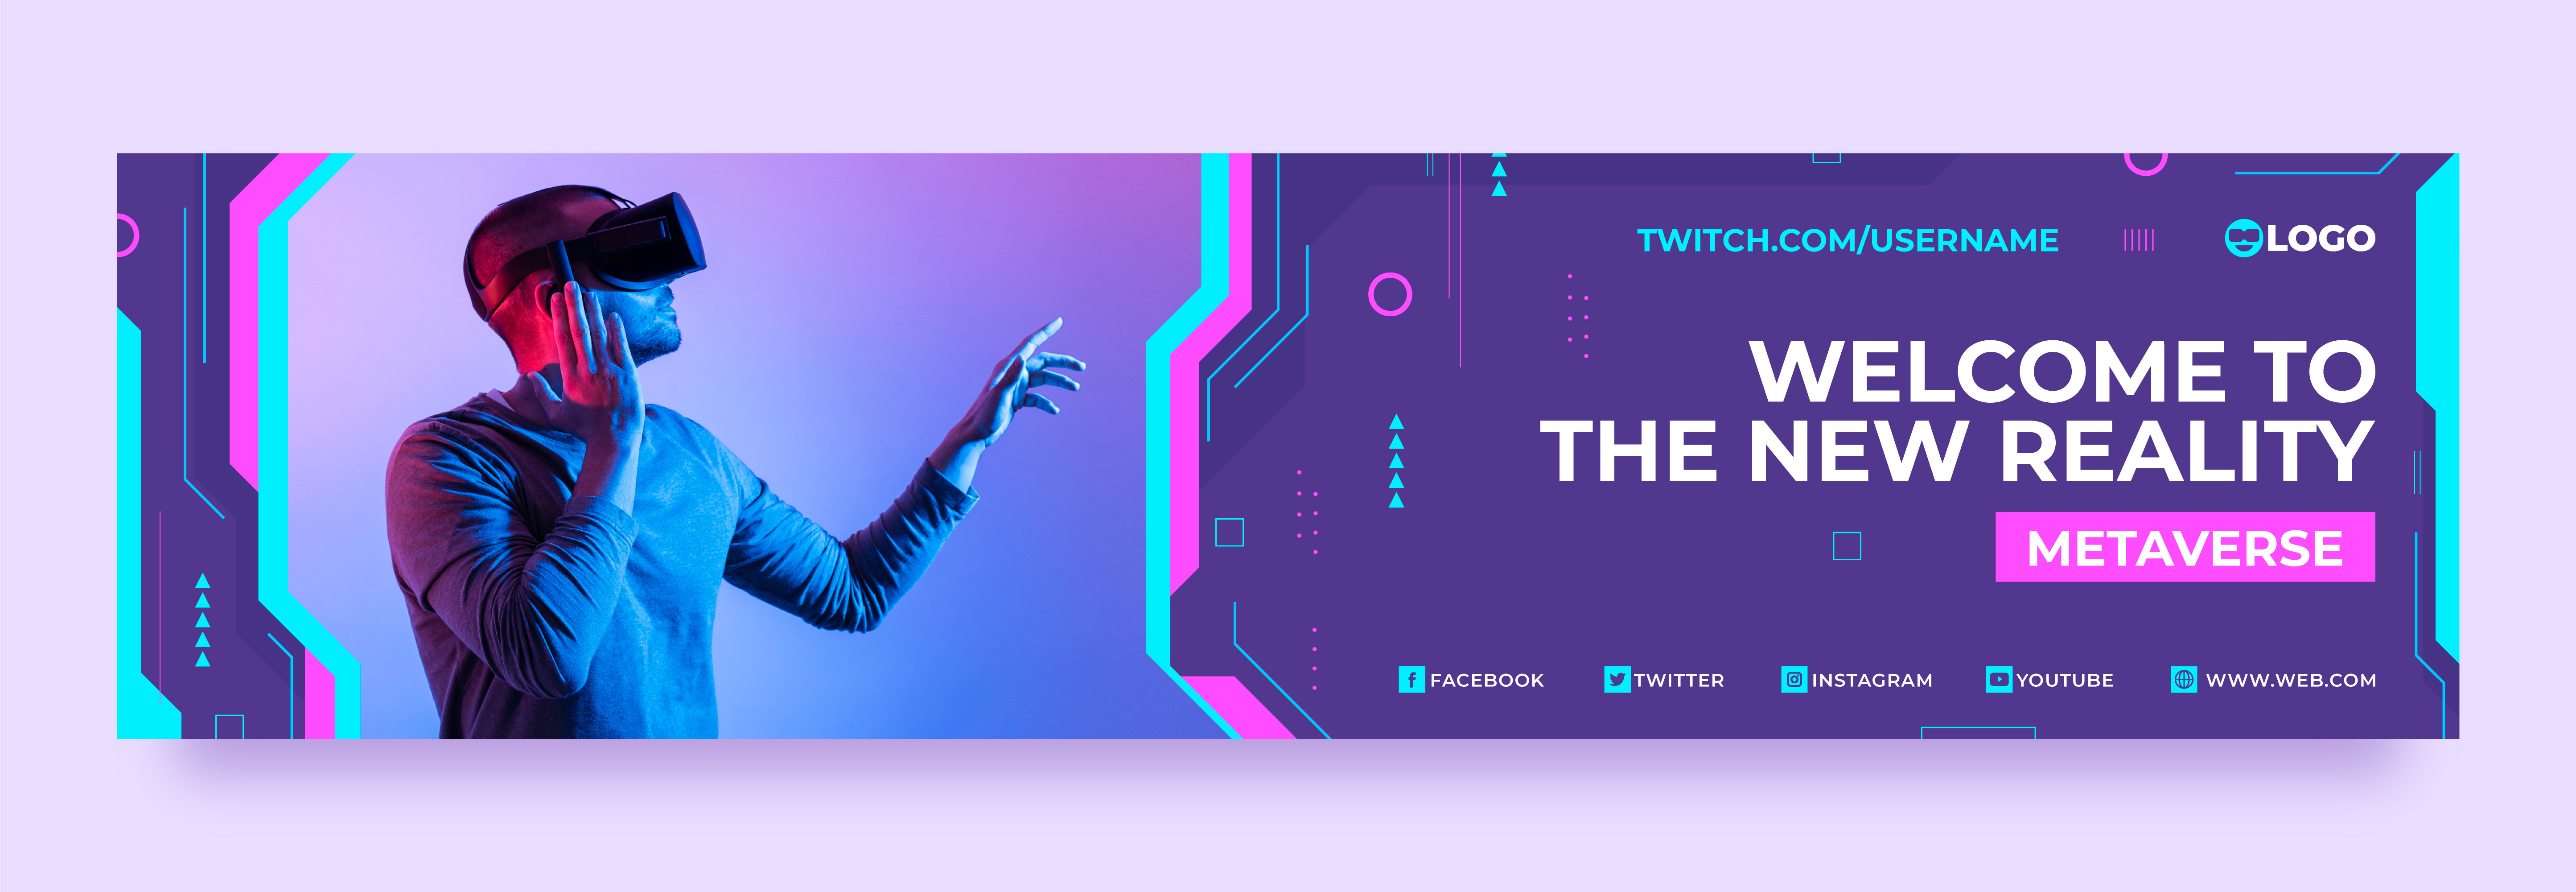 TWITCH.COM/USERNAME
LOGO
WELCOME TO
THE NEW REALITY
METAVERSE
FACEBOOK
TWITTER
INSTAGRAM
YOUTUBE
WWW.WEB.COM